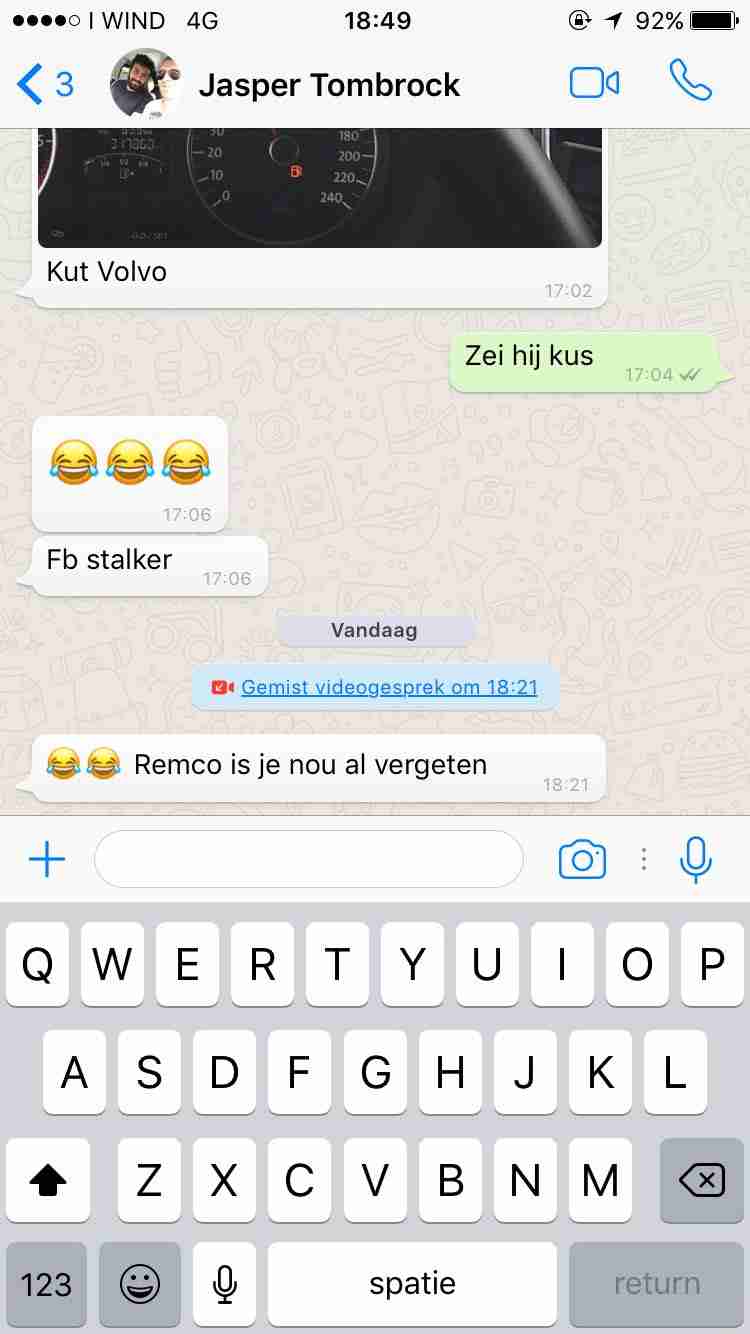 I WIND 4G 18:49 92%
3 Jasper Tombrock
30 180
20 200
10 220
0 240
Kut Volvo
17:02
Zei hij kus
17:04
😂😂😂
17:06
Fb stalker
17:06
Vandaag
Gemist videogesprek om 18:21
😂😂 Remco is je nou al vergeten
18:21
Q W E R T Y U I O P
A S D F G H J K L
Z X C V B N M
123 spatie return